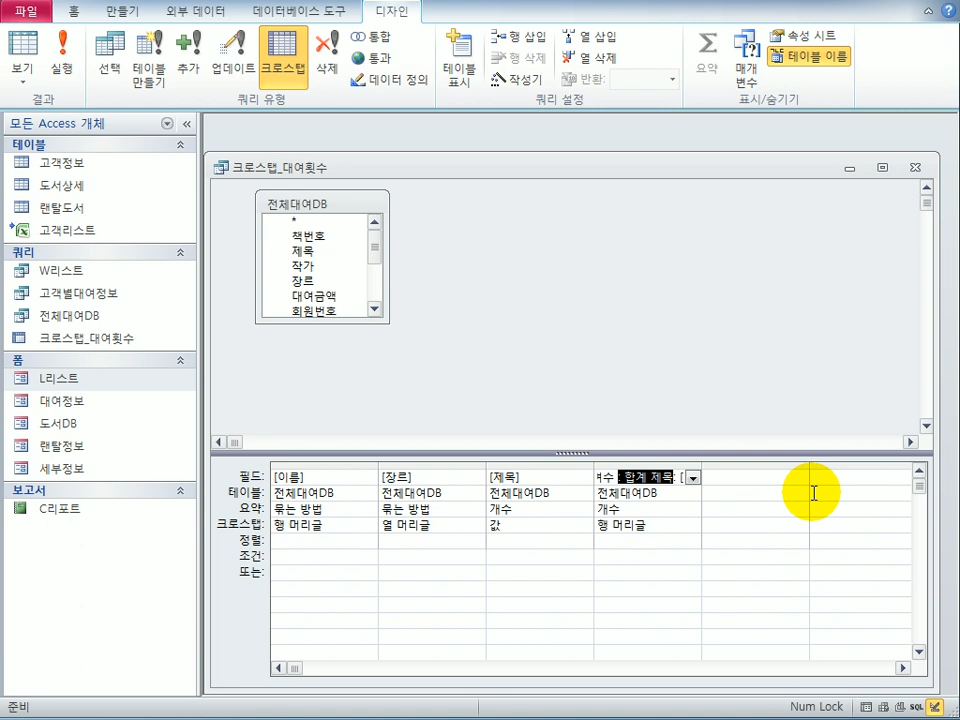 파일 홈 만들기 외부 데이터 데이터베이스 도구 디자인
보기 실행 선택 테이블 만들기 추가 업데이트 크로스탭 삭제
통합
통과
데이터 정의
테이블 표시
행 삽입
행 삭제
작성기
열 삽입
열 삭제
반환:
요약 매개 변수
속성 시트
테이블 이름
결과 쿼리 유형 쿼리 설정 표시/숨기기
모든 Access 개체
테이블
고객정보
도서상세
랜탈도서
고객리스트
쿼리
W리스트
고객별대여정보
전체대여DB
크로스탭_대여횟수
폼
L리스트
대여정보
도서DB
랜탈정보
세부정보
보고서
C리포트
크로스탭_대여횟수
전체대여DB
*
책번호
제목
작가
장르
대여금액
회원번호
필드: [이름] [장르] [제목] 수 : 합계 제목: [
테이블: 전체대여DB 전체대여DB 전체대여DB 전체대여DB
요약: 묶는 방법 묶는 방법 개수 개수
크로스탭: 행 머리글 열 머리글 값 행 머리글
정렬:
조건:
또는:
준비 Num Lock SQL